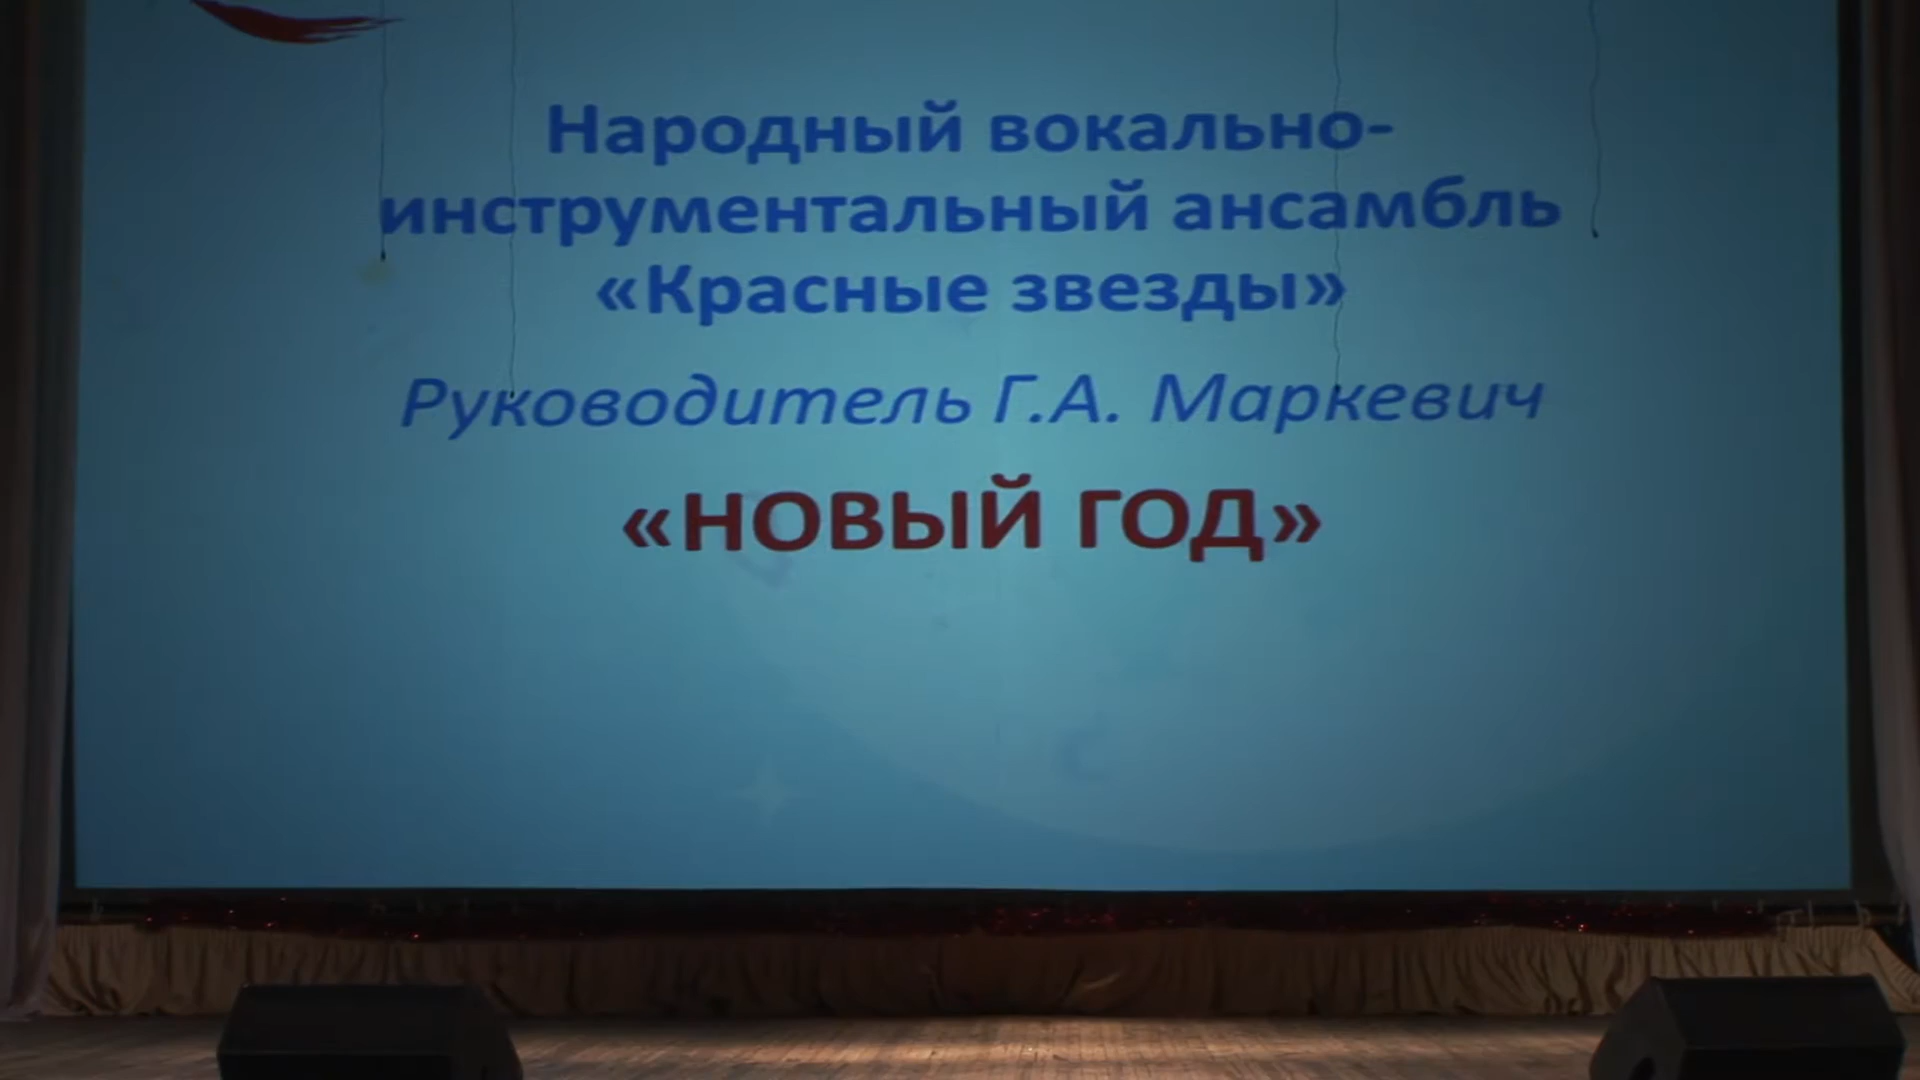 Народный вокально-
инструментальный ансамбль
«Красные звезды»
Руководитель Г.А. Маркевич
«НОВЫЙ ГОД»